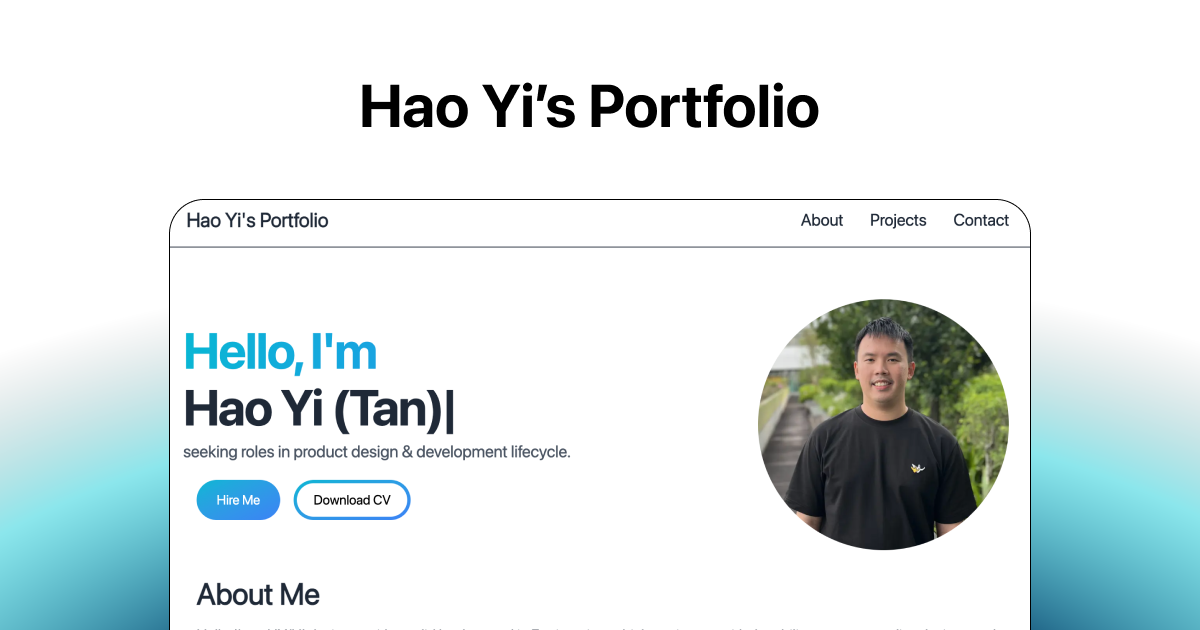 Hao Yi’s Portfolio
Hao Yi's Portfolio
About Projects Contact
Hello, I'm
Hao Yi (Tan)|
seeking roles in product design & development lifecycle.
Hire Me Download CV
About Me